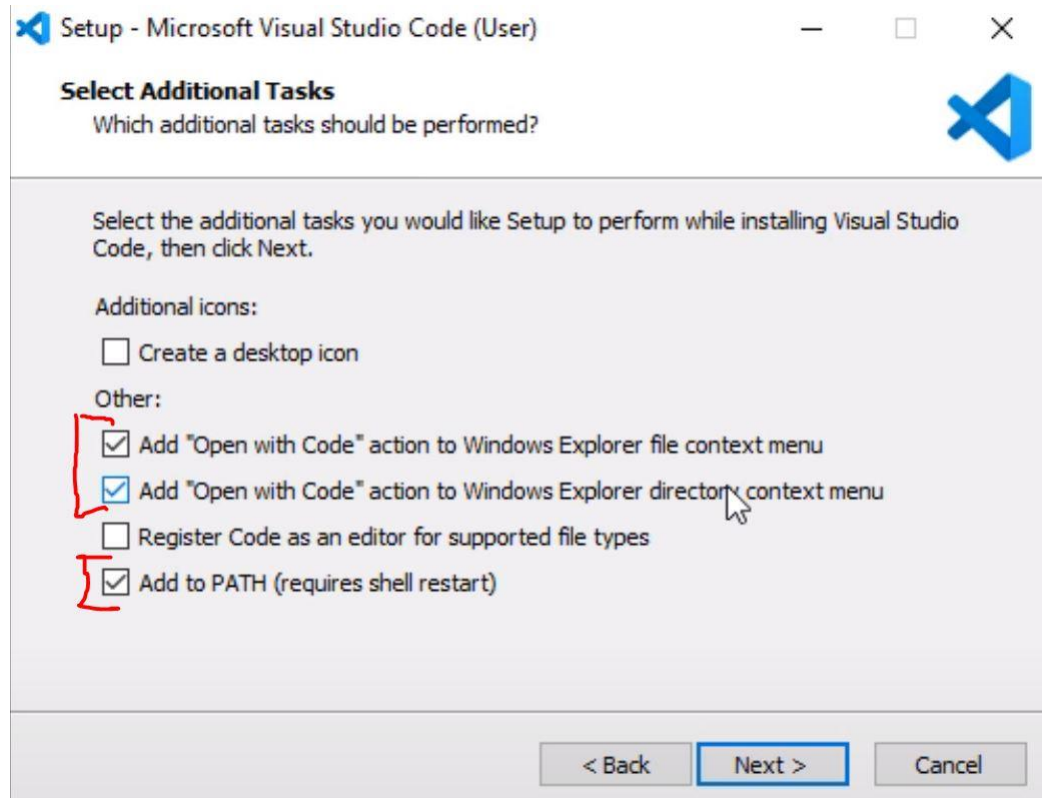 Setup - Microsoft Visual Studio Code (User)
Select Additional Tasks
Which additional tasks should be performed?
Select the additional tasks you would like Setup to perform while installing Visual Studio
Code, then click Next.
Additional icons:
Create a desktop icon
Other:
Add "Open with Code" action to Windows Explorer file context menu
Add "Open with Code" action to Windows Explorer directory context menu
Register Code as an editor for supported file types
Add to PATH (requires shell restart)
< Back Next > Cancel